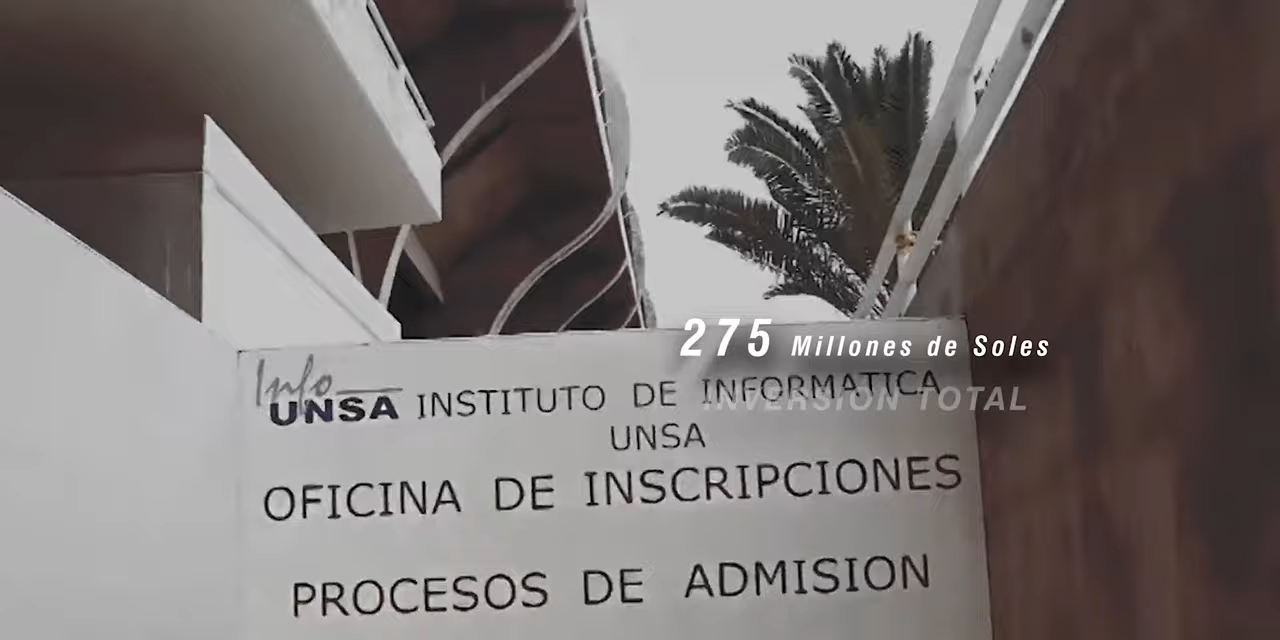 275 Millones de Soles
INVERSION TOTAL
Info
UNSA INSTITUTO DE INFORMATICA
UNSA
OFICINA DE INSCRIPCIONES
PROCESOS DE ADMISION